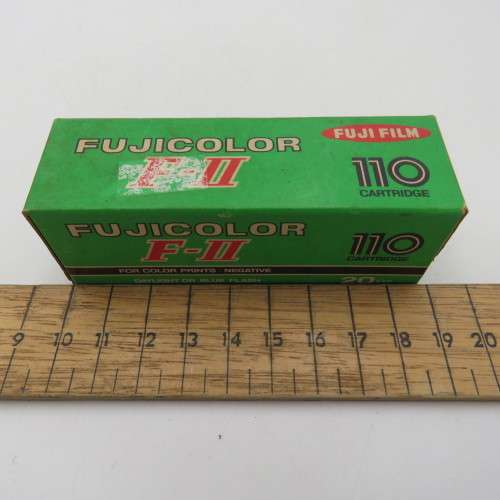 FUJICOLOR
F-II
FUJI FILM
110
CARTRIDGE
FUJICOLOR
F-II
110
CARTRIDGE
FOR COLOR PRINTS · NEGATIVE
DAYLIGHT OR BLUE FLASH
20
9 10 11 12 13 14 15 16 17 18 19 20